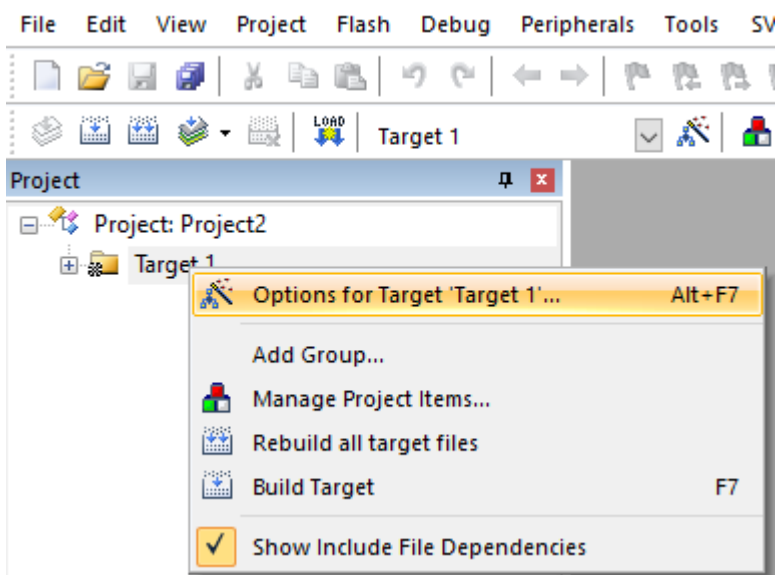 File Edit View Project Flash Debug Peripherals Tools SV
LOAD Target 1
Project
Project: Project2
Target 1
Options for Target 'Target 1'... Alt+F7
Add Group...
Manage Project Items...
Rebuild all target files
Build Target F7
Show Include File Dependencies